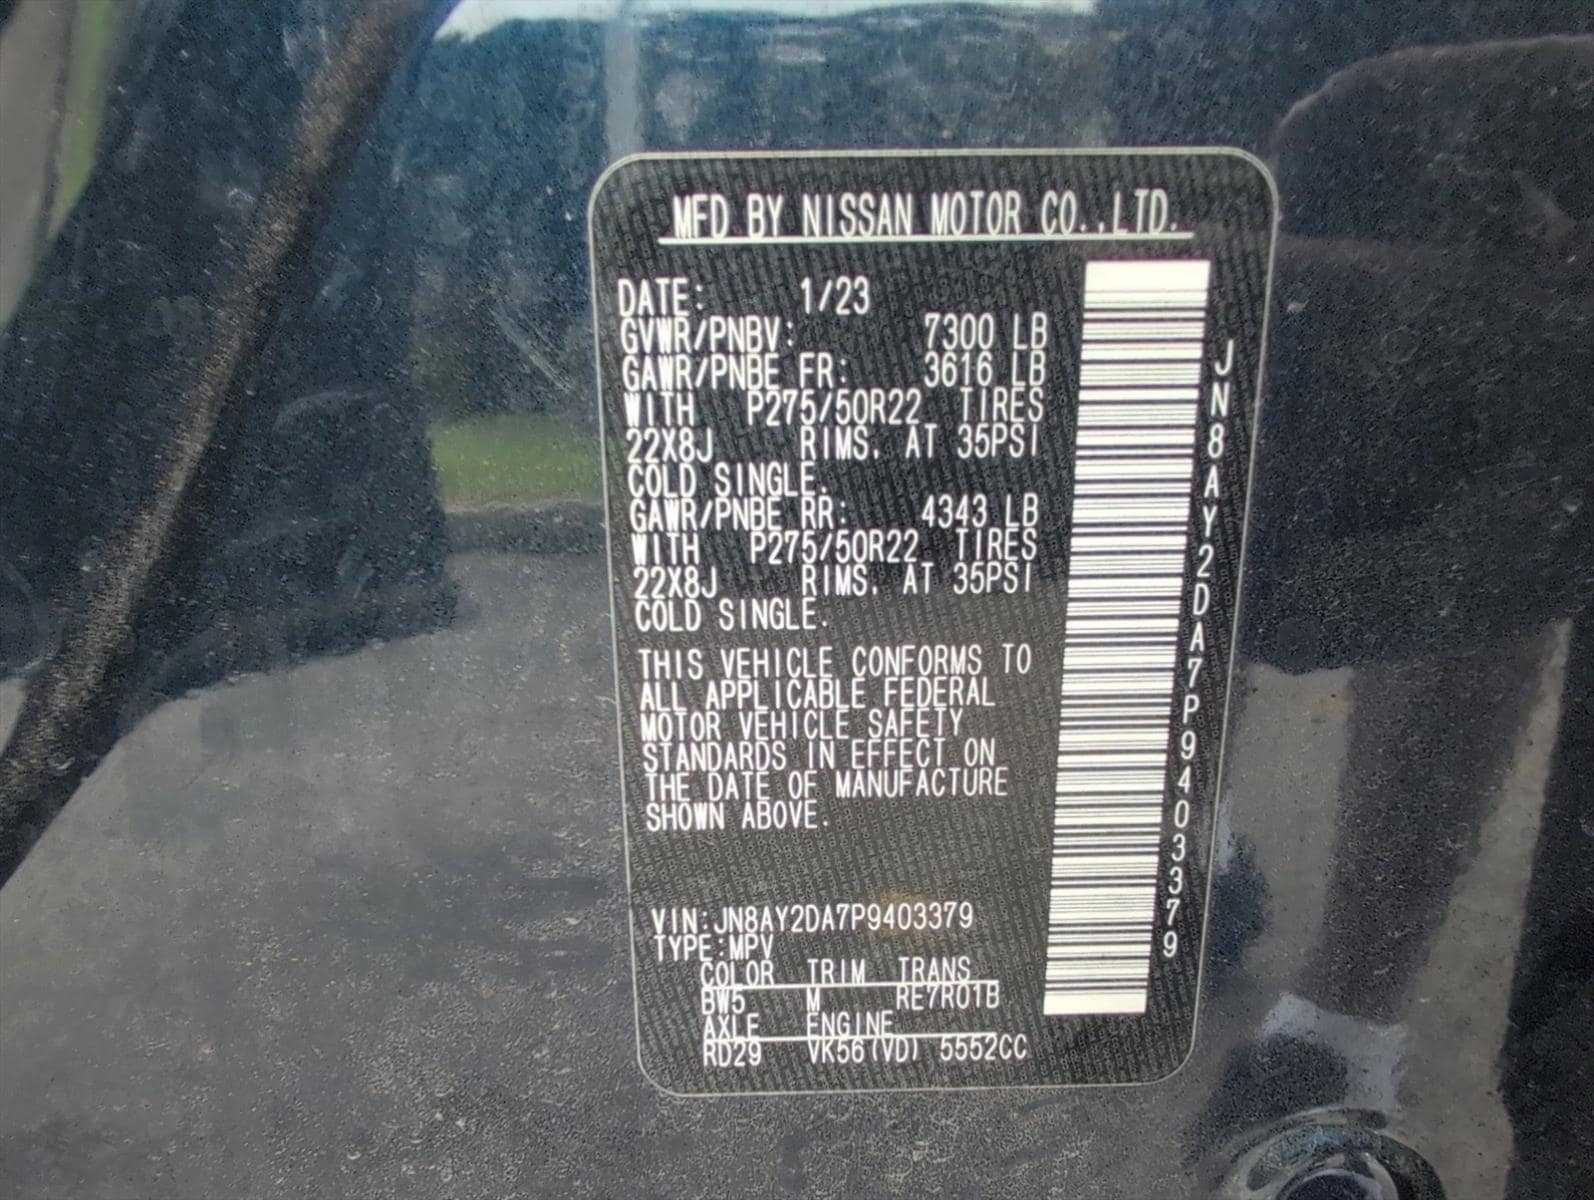 MFD BY NISSAN MOTOR CO.,LTD.
DATE: 1/23
GVWR/PNBV: 7300 LB
GAWR/PNBE FR: 3616 LB
WITH P275/50R22 TIRES
22X8J RIMS. AT 35PSI
COLD SINGLE.
GAWR/PNBE RR: 4343 LB
WITH P275/50R22 TIRES
22X8J RIMS. AT 35PSI
COLD SINGLE.
THIS VEHICLE CONFORMS TO
ALL APPLICABLE FEDERAL
MOTOR VEHICLE SAFETY
STANDARDS IN EFFECT ON
THE DATE OF MANUFACTURE
SHOWN ABOVE.
VIN:JN8AY2DA7P9403379
TYPE:MPV
COLOR TRIM TRANS
BW5 M RE7R01B
AXLE ENGINE
RD29 VK56(VD) 5552CC
JN8AY2DA7P9403379